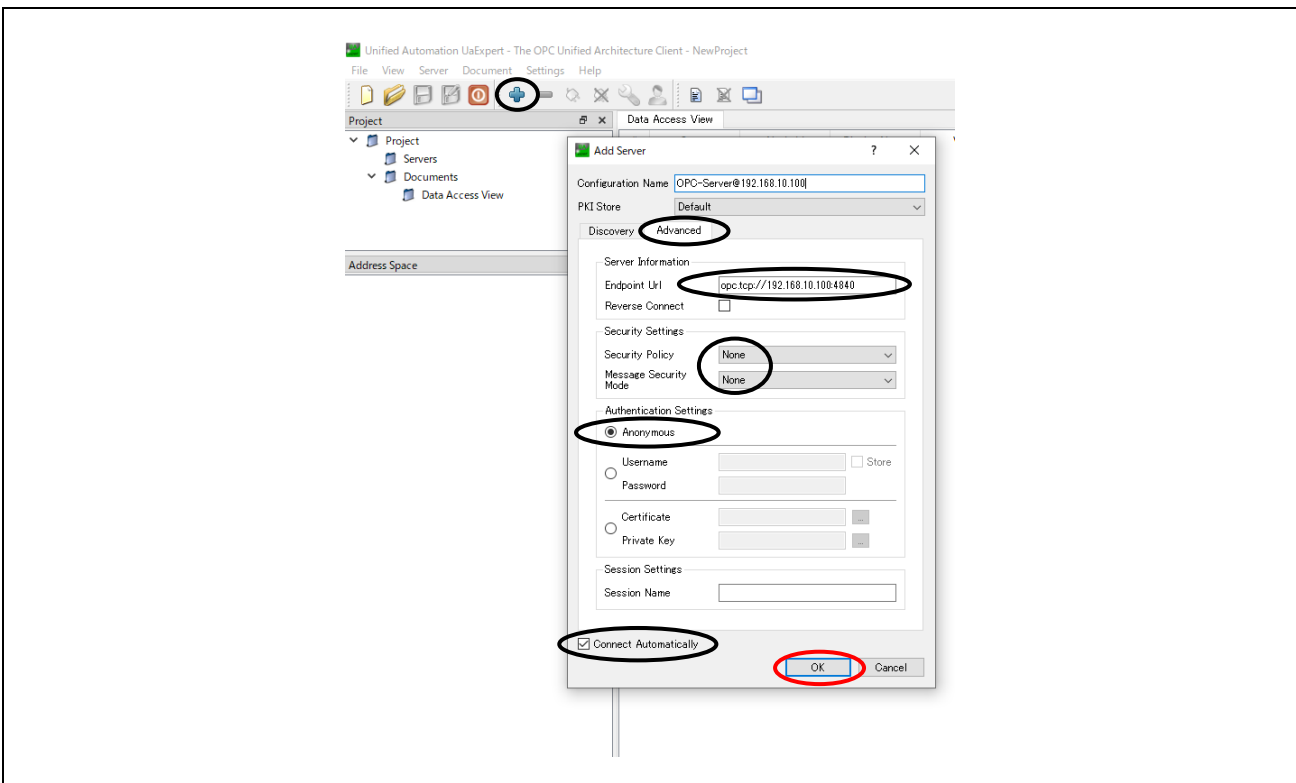 Unified Automation UaExpert - The OPC Unified Architecture Client - NewProject
File View Server Document Settings Help
Project
Data Access View
Project
Servers
Documents
Data Access View
Address Space
Add Server
Configuration Name OPC-Server@192.168.10.100
PKI Store Default
Discovery Advanced
Server Information
Endpoint Url opc.tcp://192.168.10.100:4840
Reverse Connect
Security Settings
Security Policy None
Message Security
Mode
None
Authentication Settings
Anonymous
Username Store
Password
Certificate ...
Private Key ...
Session Settings
Session Name
Connect Automatically
OK Cancel